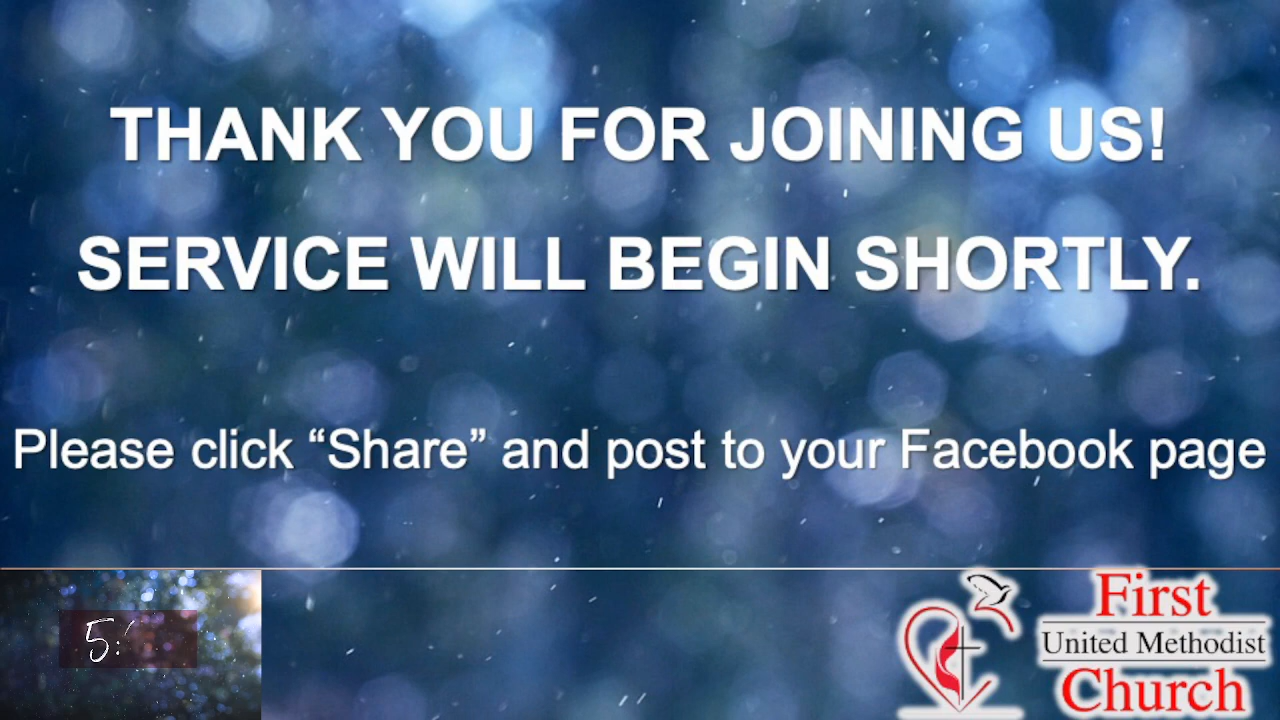 THANK YOU FOR JOINING US!
SERVICE WILL BEGIN SHORTLY.
Please click “Share” and post to your Facebook page
5:
First
United Methodist
Church